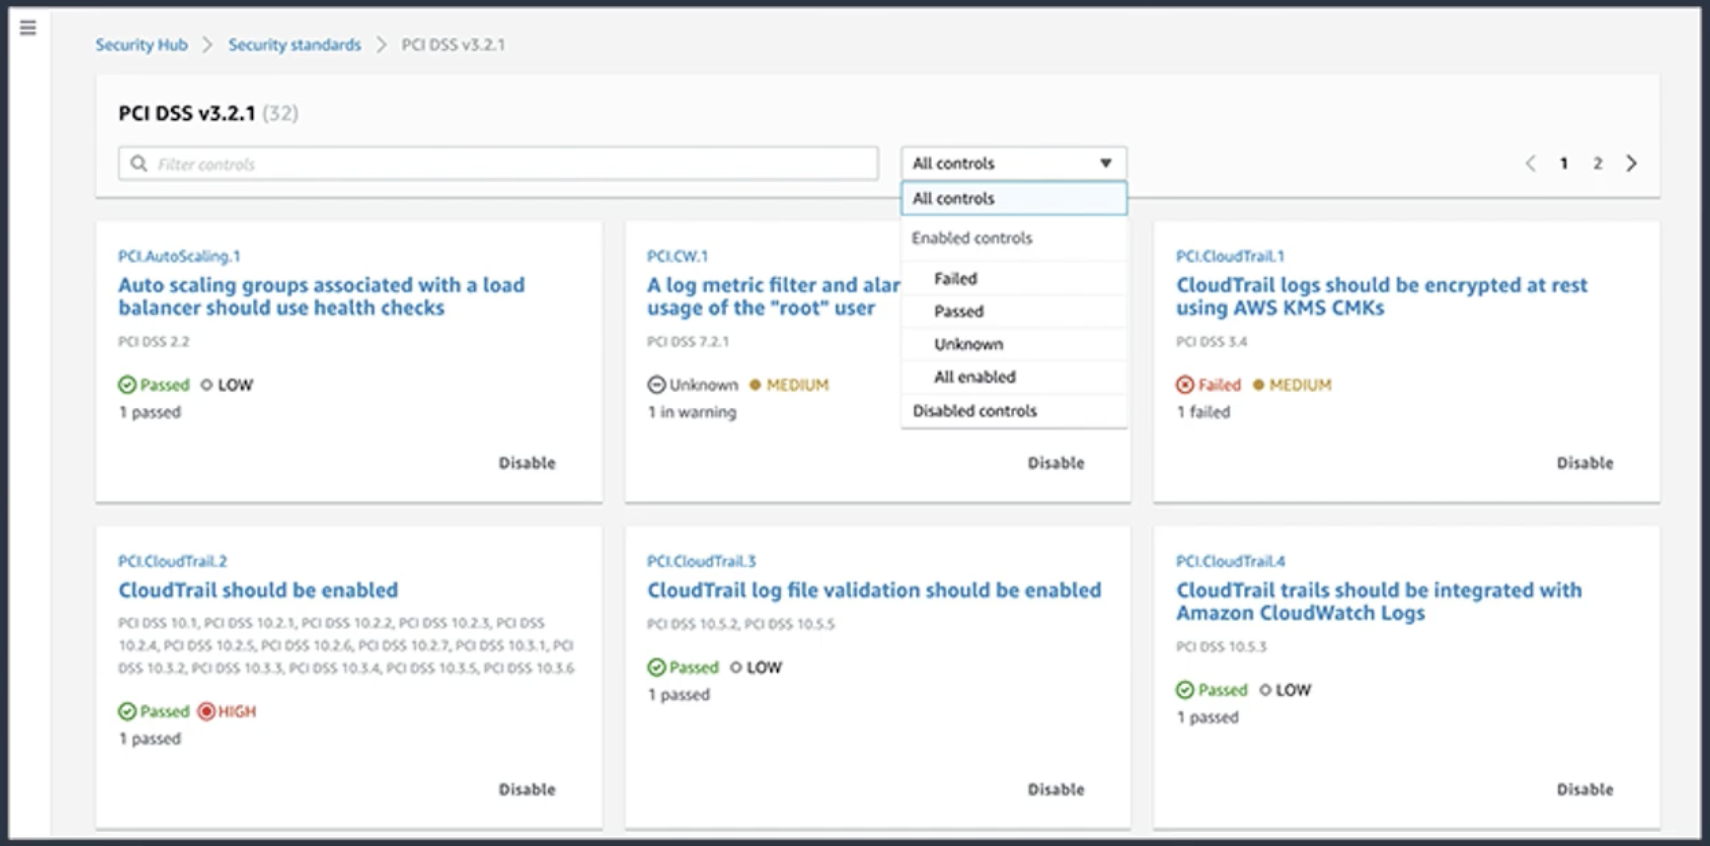 Security Hub > Security standards > PCI DSS v3.2.1
PCI DSS v3.2.1 (32)
Filter controls
All controls
1 2
All controls
Enabled controls
Failed
Passed
Unknown
All enabled
Disabled controls
PCI.AutoScaling.1
Auto scaling groups associated with a load
balancer should use health checks
PCI DSS 2.2
Passed LOW
1 passed
Disable
PCI.CW.1
A log metric filter and alar
usage of the "root" user
PCI DSS 7.2.1
Unknown MEDIUM
1 in warning
Disable
PCI.CloudTrail.1
CloudTrail logs should be encrypted at rest
using AWS KMS CMKs
PCI DSS 3.4
Failed MEDIUM
1 failed
Disable
PCI.CloudTrail.2
CloudTrail should be enabled
PCI DSS 10.1, PCI DSS 10.2.1, PCI DSS 10.2.2, PCI DSS 10.2.3, PCI DSS
10.2.4, PCI DSS 10.2.5, PCI DSS 10.2.6, PCI DSS 10.2.7, PCI DSS 10.3.1, PCI
DSS 10.3.2, PCI DSS 10.3.3, PCI DSS 10.3.4, PCI DSS 10.3.5, PCI DSS 10.3.6
Passed HIGH
1 passed
Disable
PCI.CloudTrail.3
CloudTrail log file validation should be enabled
PCI DSS 10.5.2, PCI DSS 10.5.5
Passed LOW
1 passed
Disable
PCI.CloudTrail.4
CloudTrail trails should be integrated with
Amazon CloudWatch Logs
PCI DSS 10.5.3
Passed LOW
1 passed
Disable